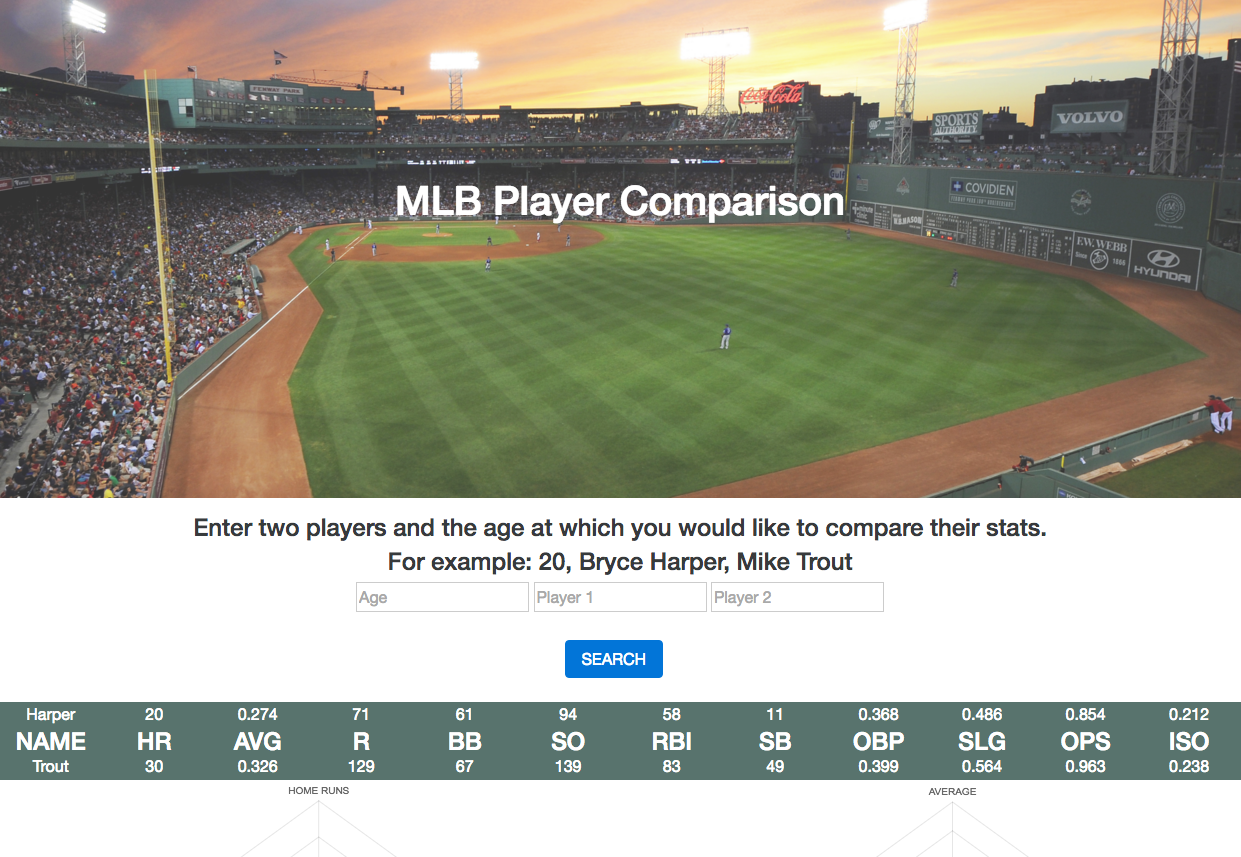 FENWAY PARK
Coca-Cola
SPORTS
AUTHORITY
VOLVO
Gulf
COVIDIEN
MLB Player Comparison
F.W. WEBB
Since 1866
HYUNDAI
Enter two players and the age at which you would like to compare their stats.
For example: 20, Bryce Harper, Mike Trout
Age Player 1 Player 2
SEARCH
Harper 20 0.274 71 61 94 58 11 0.368 0.486 0.854 0.212
NAME HR AVG R BB SO RBI SB OBP SLG OPS ISO
Trout 30 0.326 129 67 139 83 49 0.399 0.564 0.963 0.238
HOME RUNS AVERAGE